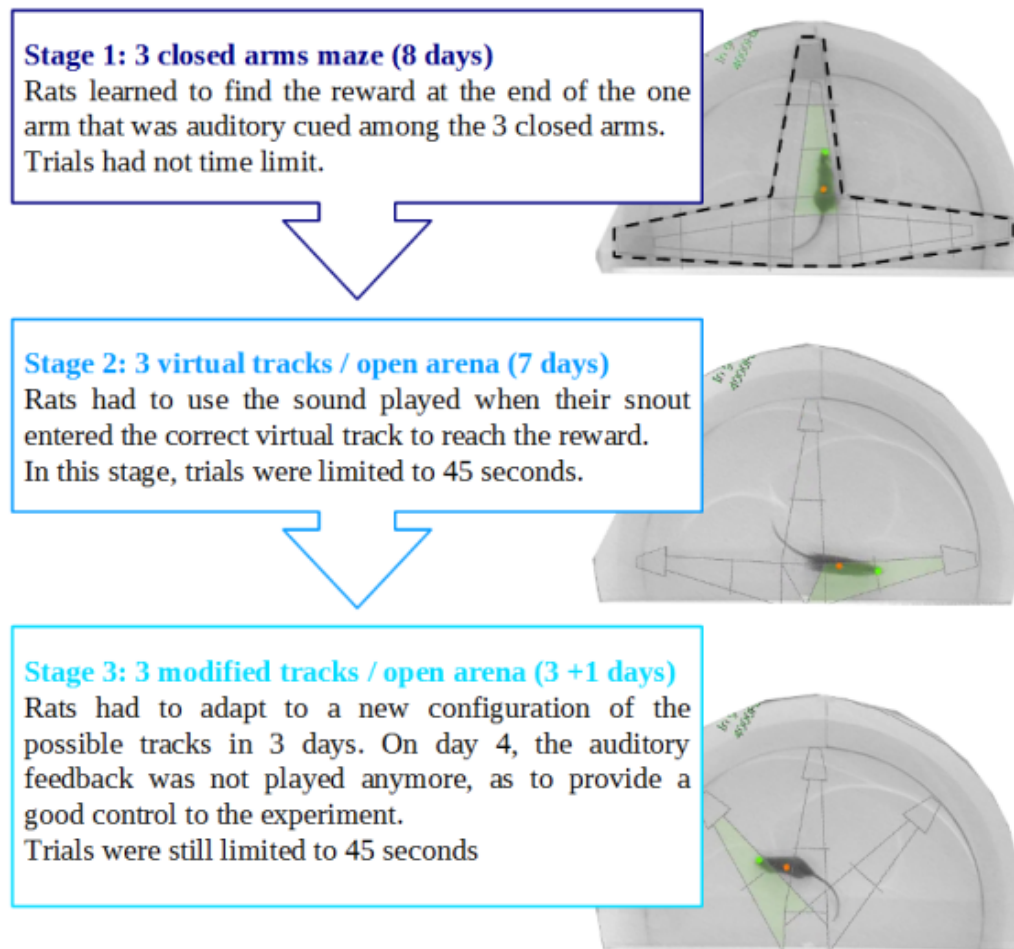 Stage 1: 3 closed arms maze (8 days)
Rats learned to find the reward at the end of the one
arm that was auditory cued among the 3 closed arms.
Trials had not time limit.
Stage 2: 3 virtual tracks / open arena (7 days)
Rats had to use the sound played when their snout
entered the correct virtual track to reach the reward.
In this stage, trials were limited to 45 seconds.
Stage 3: 3 modified tracks / open arena (3 +1 days)
Rats had to adapt to a new configuration of the
possible tracks in 3 days. On day 4, the auditory
feedback was not played anymore, as to provide a
good control to the experiment.
Trials were still limited to 45 seconds